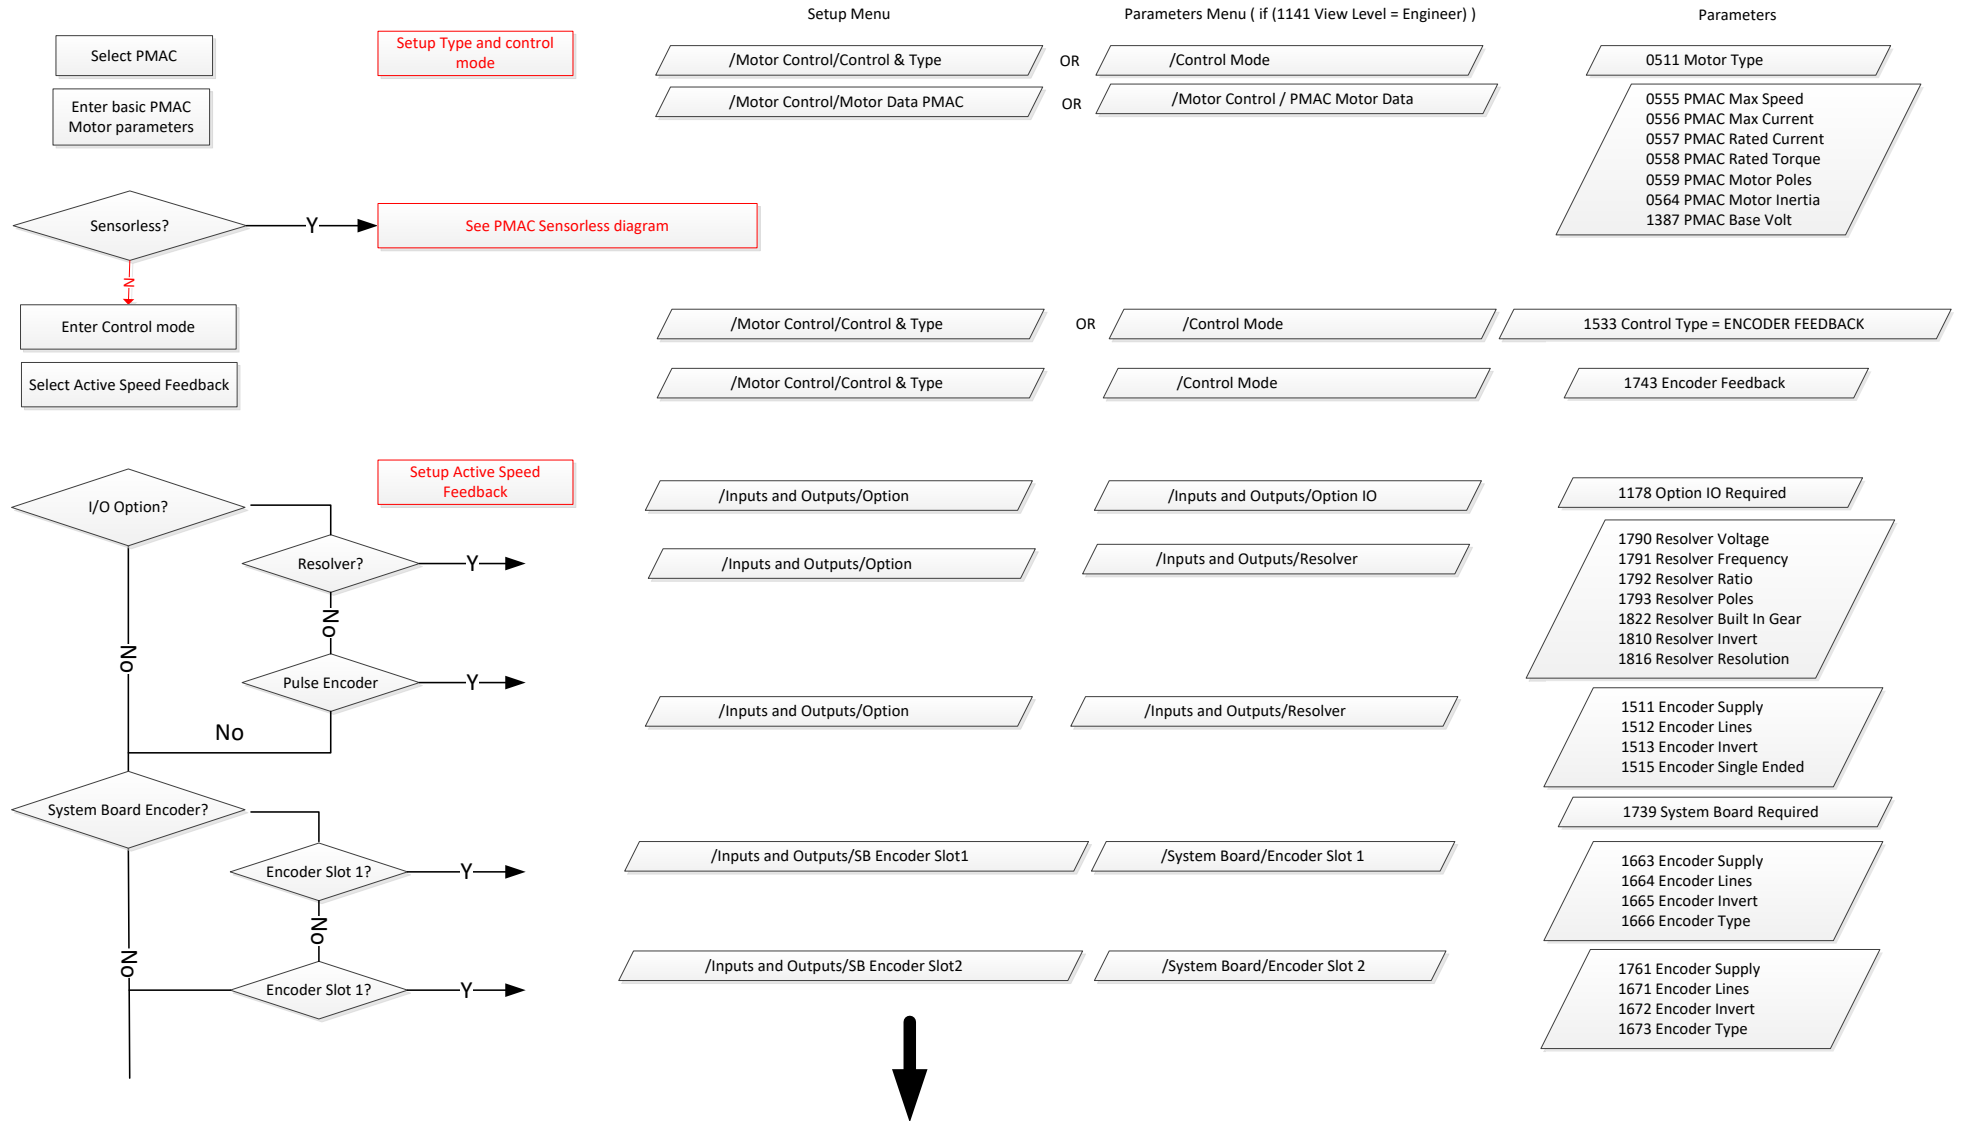 Setup Menu
Parameters Menu ( if (1141 View Level = Engineer) )
Parameters
Select PMAC
Setup Type and control
mode
/Motor Control/Control & Type
OR
/Control Mode
0511 Motor Type
Enter basic PMAC
Motor parameters
/Motor Control/Motor Data PMAC
OR
/Motor Control / PMAC Motor Data
0555 PMAC Max Speed
0556 PMAC Max Current
0557 PMAC Rated Current
0558 PMAC Rated Torque
0559 PMAC Motor Poles
0564 PMAC Motor Inertia
1387 PMAC Base Volt
Sensorless?
Y
See PMAC Sensorless diagram
N
Enter Control mode
/Motor Control/Control & Type
OR
/Control Mode
1533 Control Type = ENCODER FEEDBACK
Select Active Speed Feedback
/Motor Control/Control & Type
/Control Mode
1743 Encoder Feedback
Setup Active Speed
Feedback
I/O Option?
/Inputs and Outputs/Option
/Inputs and Outputs/Option IO
1178 Option IO Required
Resolver?
Y
/Inputs and Outputs/Option
/Inputs and Outputs/Resolver
1790 Resolver Voltage
1791 Resolver Frequency
1792 Resolver Ratio
1793 Resolver Poles
1822 Resolver Built In Gear
1810 Resolver Invert
1816 Resolver Resolution
No
No
Pulse Encoder
Y
/Inputs and Outputs/Option
/Inputs and Outputs/Resolver
1511 Encoder Supply
1512 Encoder Lines
1513 Encoder Invert
1515 Encoder Single Ended
No
System Board Encoder?
1739 System Board Required
Encoder Slot 1?
Y
/Inputs and Outputs/SB Encoder Slot1
/System Board/Encoder Slot 1
1663 Encoder Supply
1664 Encoder Lines
1665 Encoder Invert
1666 Encoder Type
No
No
Encoder Slot 1?
Y
/Inputs and Outputs/SB Encoder Slot2
/System Board/Encoder Slot 2
1761 Encoder Supply
1671 Encoder Lines
1672 Encoder Invert
1673 Encoder Type